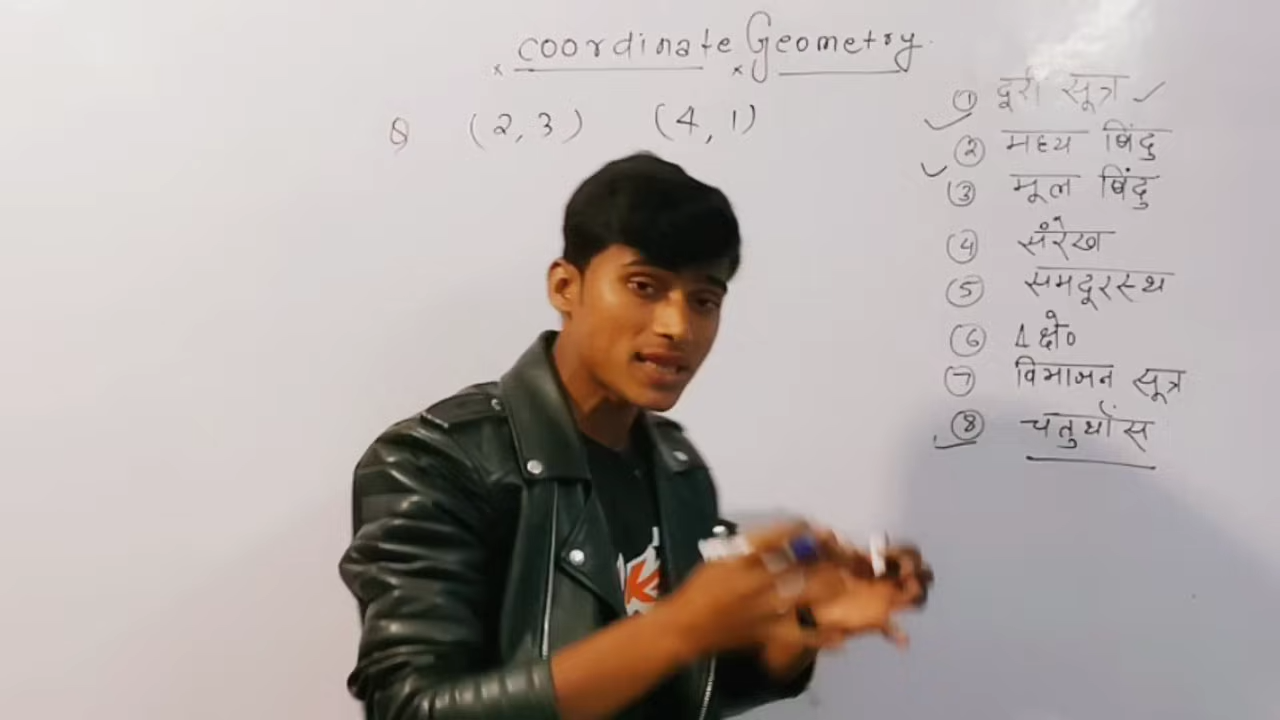 Coordinate Geometry
Q (2, 3) (4, 1)
① दूरी सूत्र ✓
② मध्य बिंदु
③ मूल बिंदु
④ संरेख
⑤ समदूरस्थ
⑥ Δ क्षे०
⑦ विभाजन सूत्र
⑧ चतुर्थांस